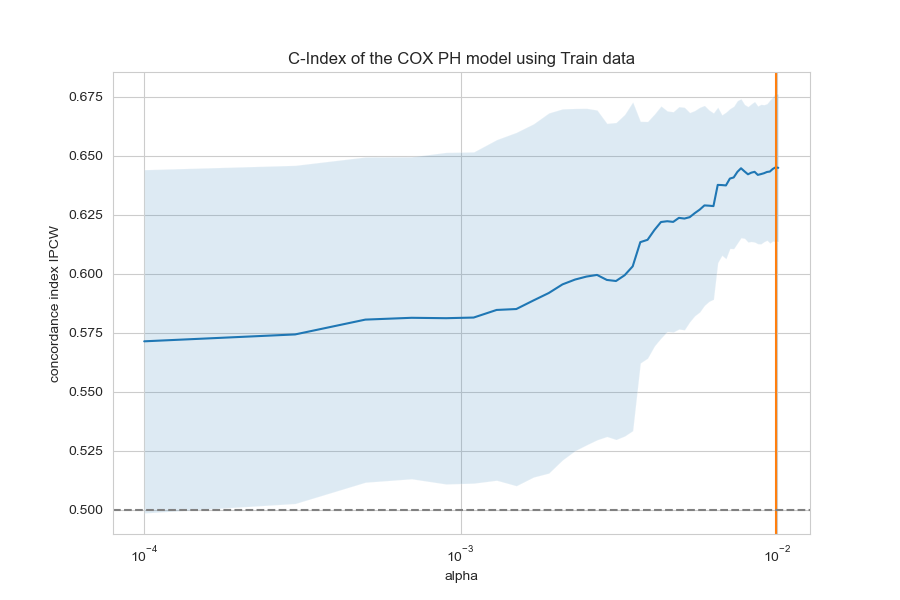 C-Index of the COX PH model using Train data
concordance index IPCW
0.675
0.650
0.625
0.600
0.575
0.550
0.525
0.500
10⁻⁴ 10⁻³ 10⁻²
alpha